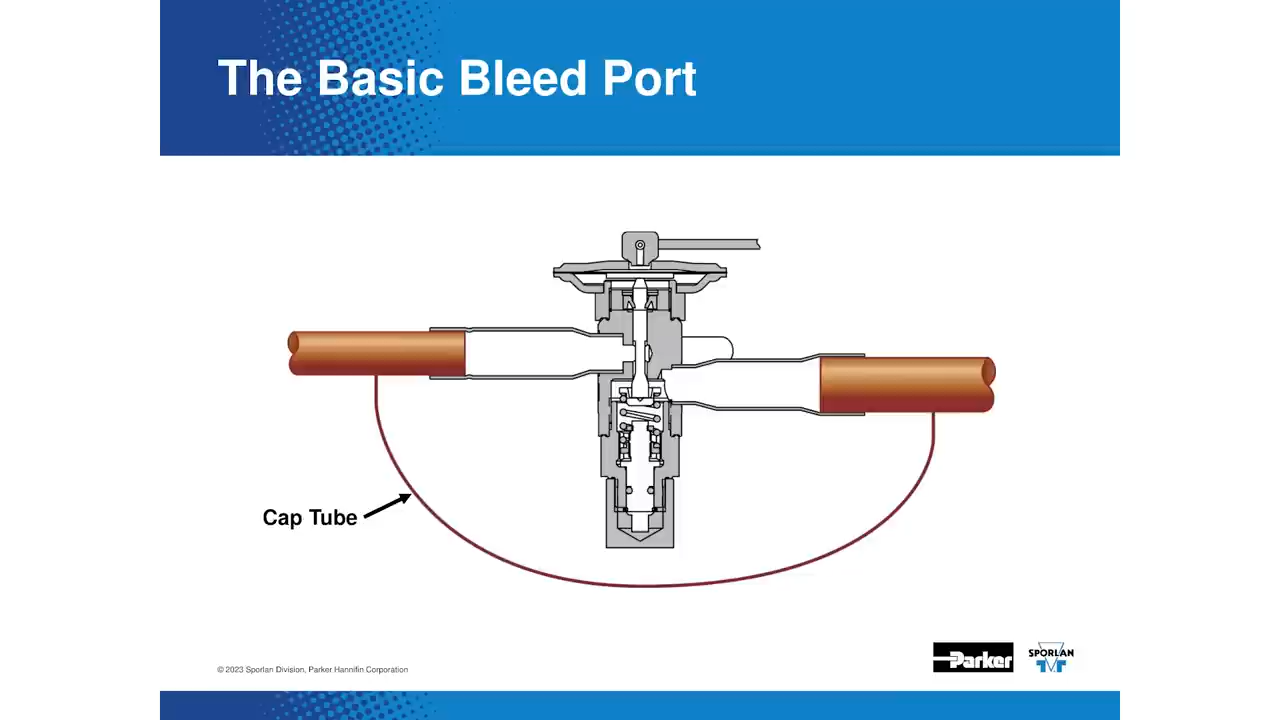 The Basic Bleed Port
Cap Tube
© 2023 Sporlan Division, Parker Hannifin Corporation
Parker
SPORLAN